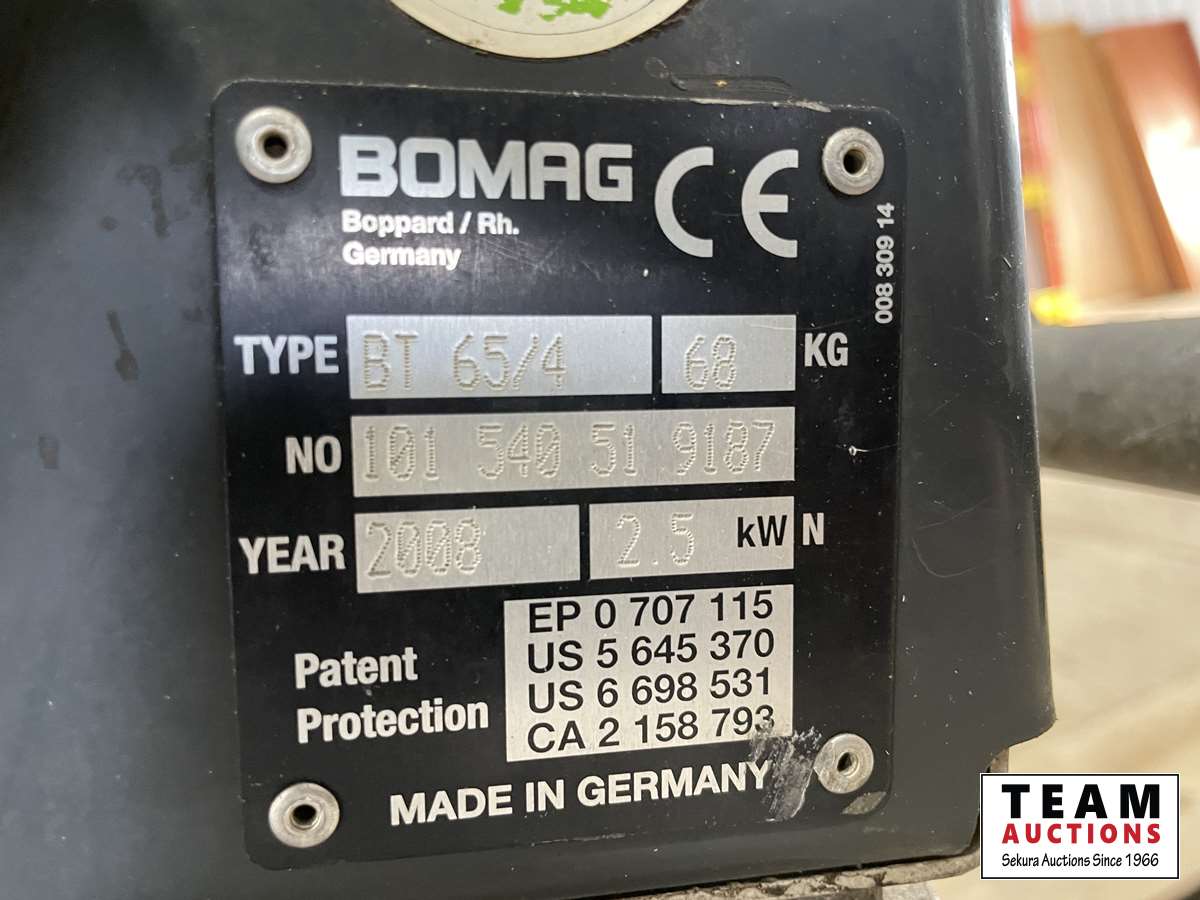 BOMAG CE
Boppard / Rh.
Germany
008 309 14
TYPE BT 65/4 68 KG
NO 101 540 51 9187
YEAR 2008 2.5 kW N
Patent
Protection
EP 0 707 115
US 5 645 370
US 6 698 531
CA 2 158 793
MADE IN GERMANY
TEAM
AUCTIONS
Sekura Auctions Since 1966